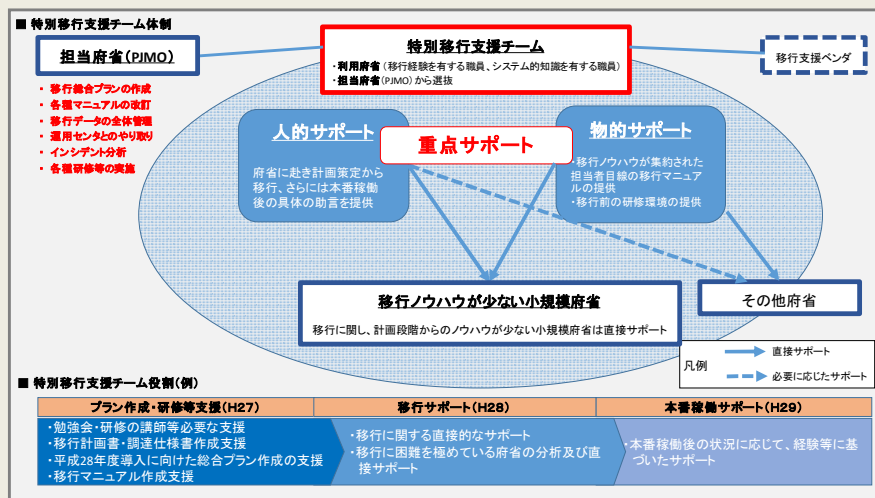 ■ 特別移行支援チーム体制
担当府省(PJMO)
・ 移行総合プランの作成
・ 各種マニュアルの改訂
・ 移行データの全体管理
・ 運用センタとのやり取り
・ インシデント分析
・ 各種研修等の実施
特別移行支援チーム
・利用府省(移行経験を有する職員、システム的知識を有する職員)
・担当府省(PJMO)から選抜
移行支援ベンダ
人的サポート
府省に赴き計画策定から
移行、さらには本番稼働
後の具体の助言を提供
重点サポート
物的サポート
・移行ノウハウが集約された
担当者目線の移行マニュア
ルの提供
・移行前の研修環境の提供
移行ノウハウが少ない小規模府省
移行に関し、計画段階からのノウハウが少ない小規模府省は直接サポート
その他府省
凡例
直接サポート
必要に応じたサポート
■ 特別移行支援チーム役割(例)
プラン作成・研修等支援(H27)
・勉強会・研修の講師等必要な支援
・移行計画書・調達仕様書作成支援
・平成28年度導入に向けた総合プラン作成の支援
・移行マニュアル作成支援
移行サポート(H28)
・移行に関する直接的なサポート
・移行に困難を極めている府省の分析及び直
接サポート
本番稼働サポート(H29)
・本番稼働後の状況に応じて、経験等に基
づいたサポート